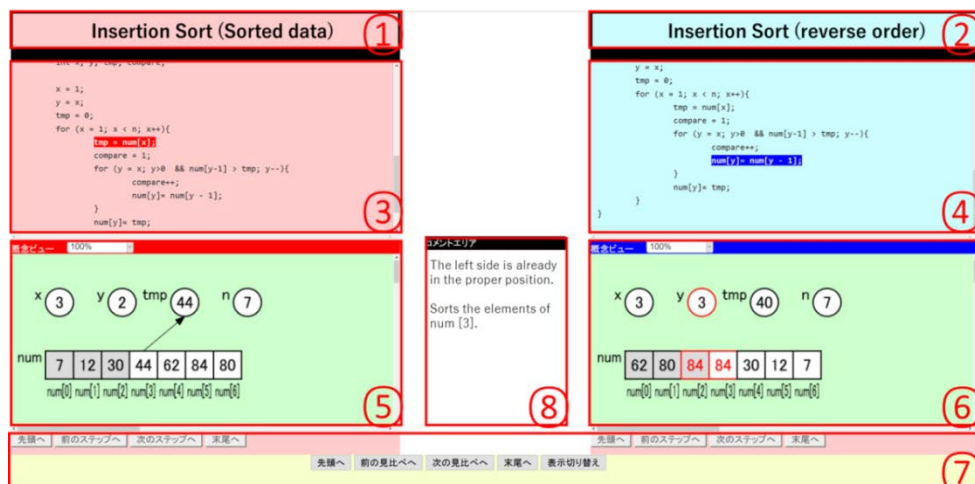 Insertion Sort (Sorted data)
①
Insertion Sort (reverse order)
②
int x, y, tmp, compare;
x = 1;
y = x;
tmp = 0;
for (x = 1; x < n; x++){
tmp = num[x];
compare = 1;
for (y = x; y>0 && num[y-1] > tmp; y--){
compare++;
num[y]= num[y - 1];
}
num[y]= tmp;
③
y = x;
tmp = 0;
for (x = 1; x < n; x++){
tmp = num[x];
compare = 1;
for (y = x; y>0 && num[y-1] > tmp; y--){
compare++;
num[y]= num[y - 1];
}
num[y]= tmp;
}
}
④
概念ビュー 100%
x 3 y 2 tmp 44 n 7
num 7 12 30 44 62 84 80
num[0] num[1] num[2] num[3] num[4] num[5] num[6]
⑤
コメントエリア
The left side is already
in the proper position.
Sorts the elements of
num [3].
⑧
概念ビュー 100%
x 3 y 3 tmp 40 n 7
num 62 80 84 84 30 12 7
num[0] num[1] num[2] num[3] num[4] num[5] num[6]
⑥
先頭へ 前のステップへ 次のステップへ 末尾へ
先頭へ 前のステップへ 次のステップへ 末尾へ
先頭へ 前の見比べへ 次の見比べへ 末尾へ 表示切り替え
⑦